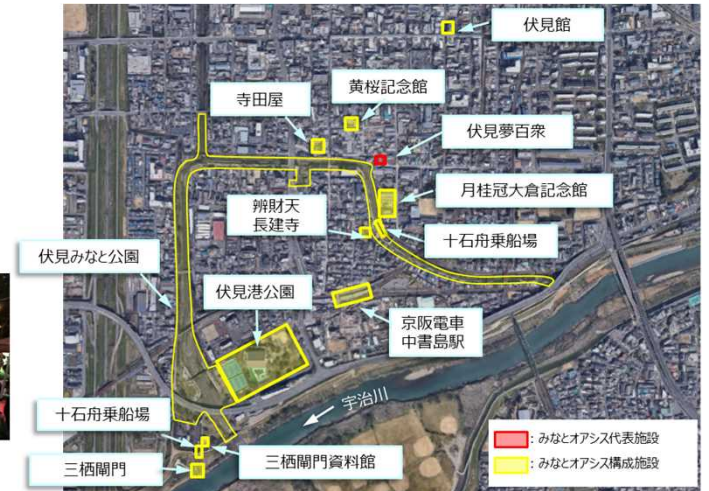 伏見館
黄桜記念館
寺田屋
伏見夢百衆
月桂冠大倉記念館
辨財天
長建寺
十石舟乗船場
伏見みなと公園
伏見港公園
京阪電車
中書島駅
宇治川
十石舟乗船場
三栖閘門資料館
三栖閘門
：みなとオアシス代表施設
：みなとオアシス構成施設